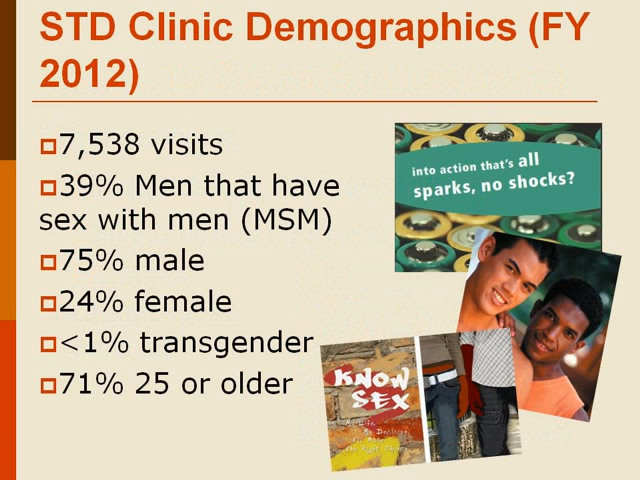 STD Clinic Demographics (FY
2012)
7,538 visits
39% Men that have
sex with men (MSM)
75% male
24% female
<1% transgender
71% 25 or older
into action that's all
sparks, no shocks?
KNOW
SEX